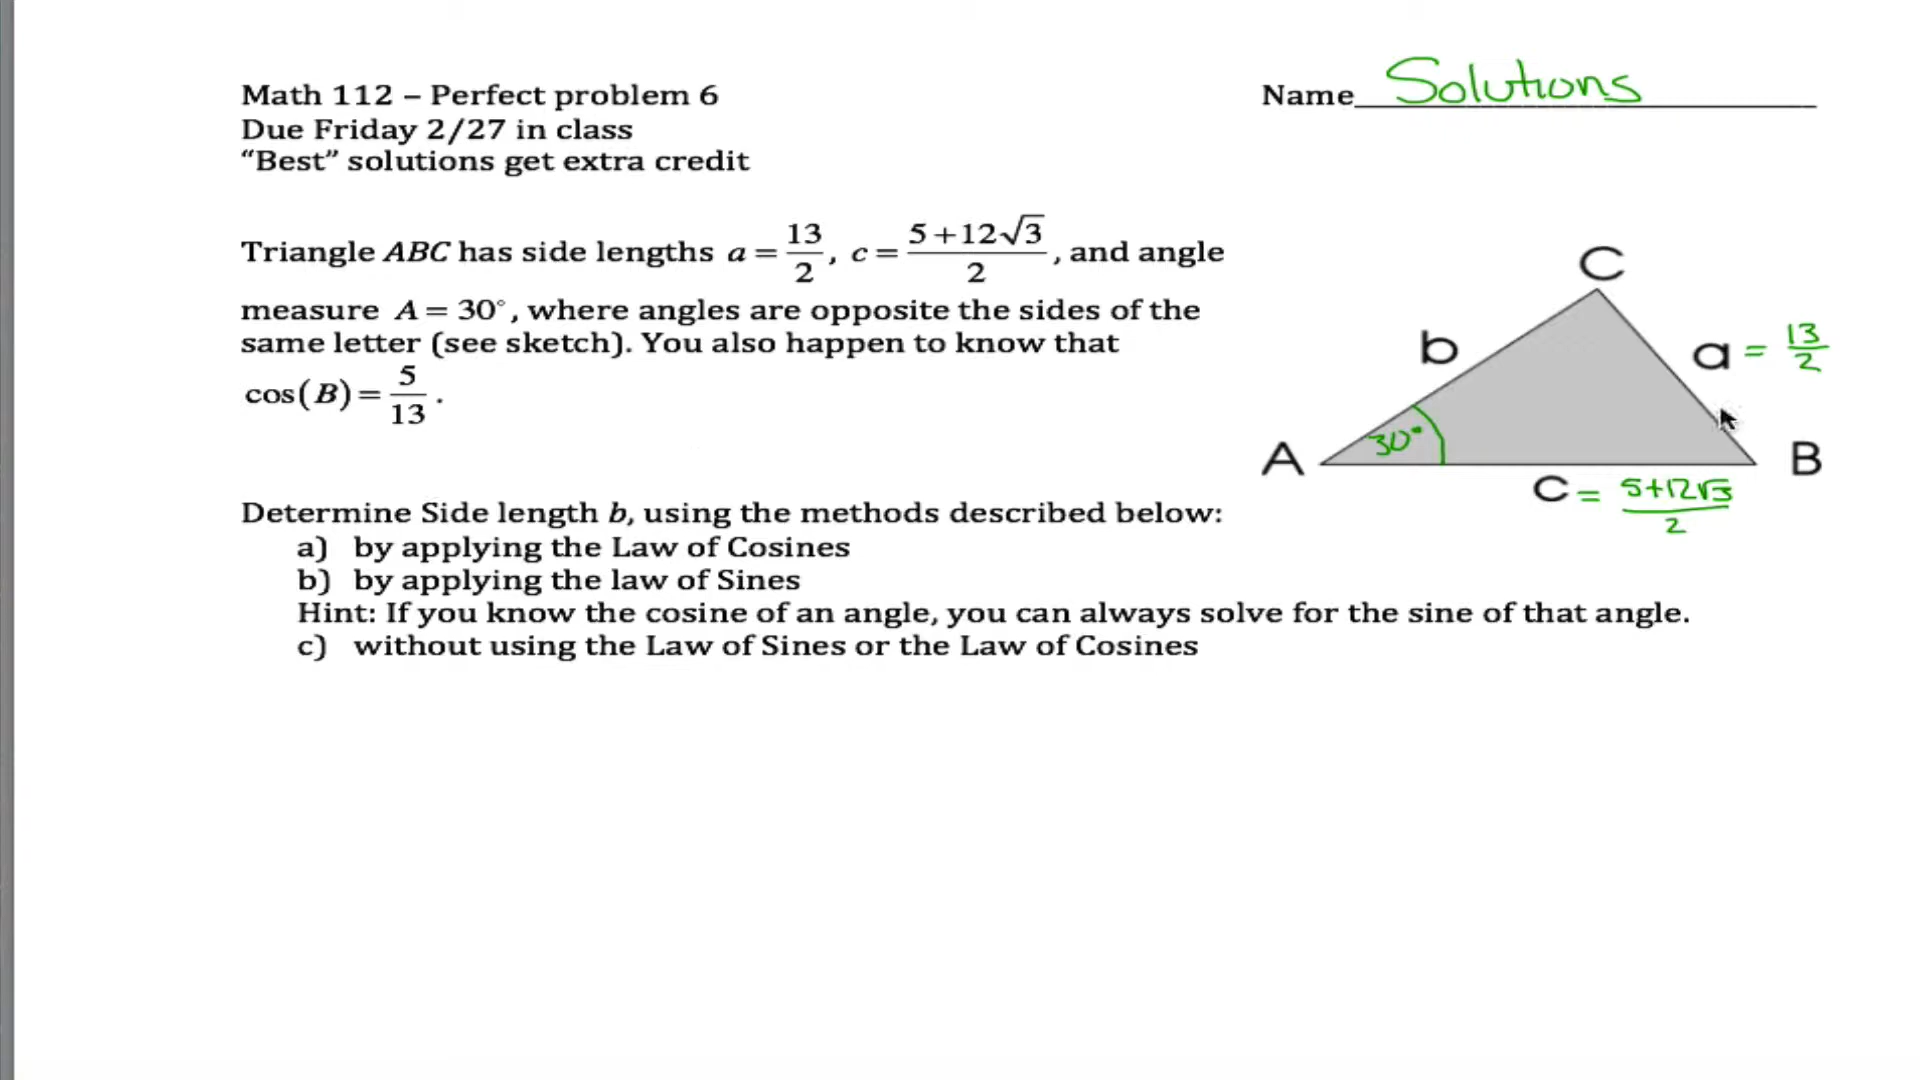 Math 112 – Perfect problem 6
Name Solutions
Due Friday 2/27 in class
“Best” solutions get extra credit
Triangle ABC has side lengths a = 13/2, c = (5+12√3)/2, and angle
measure A = 30°, where angles are opposite the sides of the
same letter (see sketch). You also happen to know that
cos(B) = 5/13.
C
b
a = 13/2
30°
A
B
C = (5+12√3)/2
Determine Side length b, using the methods described below:
a) by applying the Law of Cosines
b) by applying the law of Sines
Hint: If you know the cosine of an angle, you can always solve for the sine of that angle.
c) without using the Law of Sines or the Law of Cosines